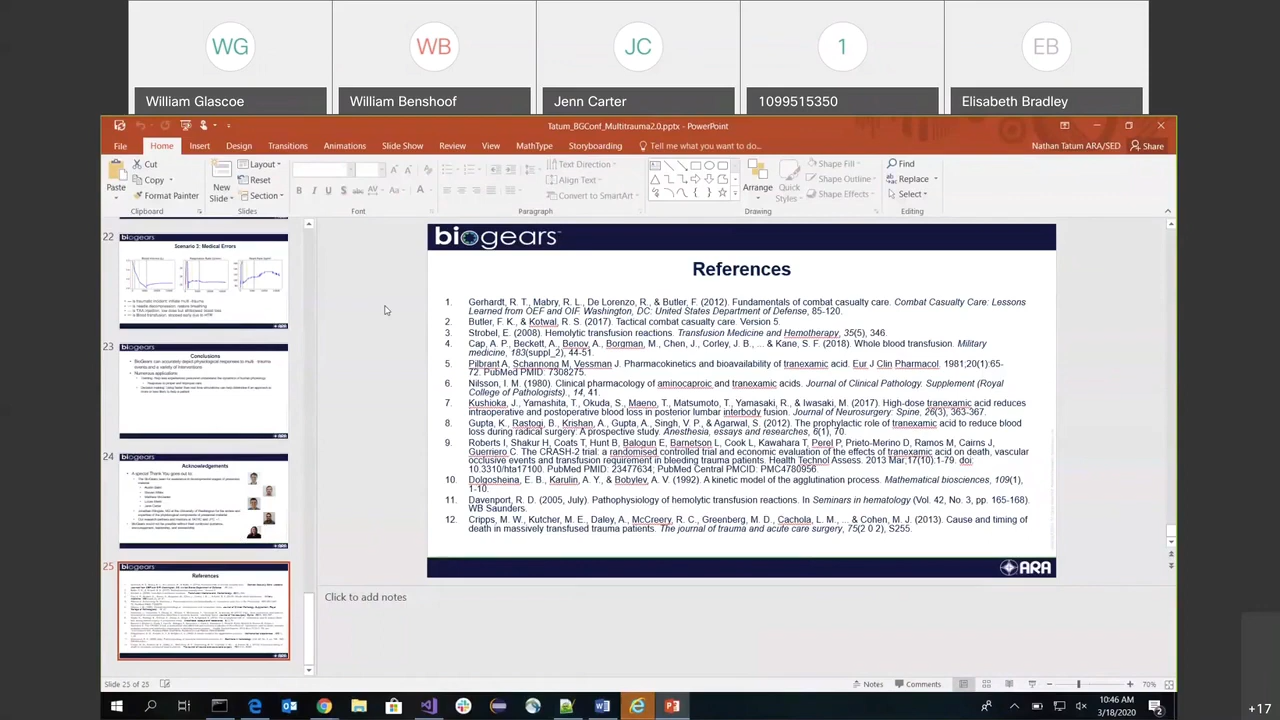 WG
WB
JC
1
EB
William Glascoe
William Benshoof
Jenn Carter
1099515350
Elisabeth Bradley
Tatum_BGConf_Multitrauma2.0.pptx - PowerPoint
File Home Insert Design Transitions Animations Slide Show Review View MathType Storyboarding Tell me what you want to do... Nathan Tatum ARA/SED Share
Paste
Cut
Copy
Format Painter
Clipboard
New Slide
Layout
Reset
Section
Slides
Font
Text Direction
Align Text
Convert to SmartArt
Paragraph
Arrange
Quick Styles
Shape Fill
Shape Outline
Shape Effects
Drawing
Find
Replace
Select
Editing
22
biogears
Scenario 3: Medical Errors
23
biogears
Conclusions
24
biogears
Acknowledgements
25
biogears
References
biogears
References
1. Gerhardt, R. T., Mabry, R. L., De Lorenzo, R., & Butler, F. (2012). Fundamentals of combat casualty care. Combat Casualty Care: Lessons
Learned from OEF and OIF. Washington, DC: United States Department of Defense, 85-120.
2. Butler, F. K., & Kotwal, R. S. (2017). Tactical combat casualty care. Version 5.
3. Strobel, E. (2008). Hemolytic transfusion reactions. Transfusion Medicine and Hemotherapy, 35(5), 346.
4. Cap, A. P., Beckett, A., Benov, A., Borgman, M., Chen, J., Corley, J. B., ... & Kane, S. F. (2018). Whole blood transfusion. Military
medicine, 183(suppl_2), 44-51.
Pilbrant A, Schannong M, Vessman J. Pharmacokinetics and bioavailability of tranexamic acid. Eur J Clin Pharmacol. 1981;20(1):65-
72. PubMed PMID: 7308275.
Nilsson, I. M. (1980). Clinical pharmacology of aminocaproic and tranexamic acids. Journal of Clinical Pathology. Supplement (Royal
College of Pathologists)., 14, 41.
7. Kushioka, J., Yamashita, T., Okuda, S., Maeno, T., Matsumoto, T., Yamasaki, R., & Iwasaki, M. (2017). High-dose tranexamic acid reduces
intraoperative and postoperative blood loss in posterior lumbar interbody fusion. Journal of Neurosurgery: Spine, 26(3), 363-367.
8. Gupta, K., Rastogi, B., Krishan, A., Gupta, A., Singh, V. P., & Agarwal, S. (2012). The prophylactic role of tranexamic acid to reduce blood
loss during radical surgery: A prospective study. Anesthesia, essays and researches, 6(1), 70.
9. Roberts I, Shakur H, Coats T, Hunt B, Balogun E, Barnetson L, Cook L, Kawahara T, Perel P, Prieto-Merino D, Ramos M, Cairns J,
Guerriero C. The CRASH-2 trial: a randomised controlled trial and economic evaluation of the effects of tranexamic acid on death, vascular
occlusive events and transfusion requirement in bleeding trauma patients. Health Technol Assess. 2013 Mar;17(10):1-79. doi:
10.3310/hta17100. PubMed PMID: 23477634; PubMed Central PMCID: PMC4780956
10. Dolgosheina, E. B., Karulin, A. Y., & Bobylev, A. V. (1992). A kinetic model of the agglutination process. Mathematical biosciences, 109(1),
1-10.
11. Davenport, R. D. (2005, July). Pathophysiology of hemolytic transfusion reactions. In Seminars in hematology (Vol. 42, No. 3, pp. 165-168).
WB Saunders.
12. Cripps, M. W., Kutcher, M. E., Daley, A., McCreery, R. C., Greenberg, M. D., Cachola, L. M., ... & Cohen, M. J. (2013). Cause and timing of
death in massively transfused trauma patients. The journal of trauma and acute care surgery, 75(2 0 2), S255.
ARA
Click to add notes
Slide 25 of 25 Notes Comments 70%
10:46 AM
3/18/2020
+17